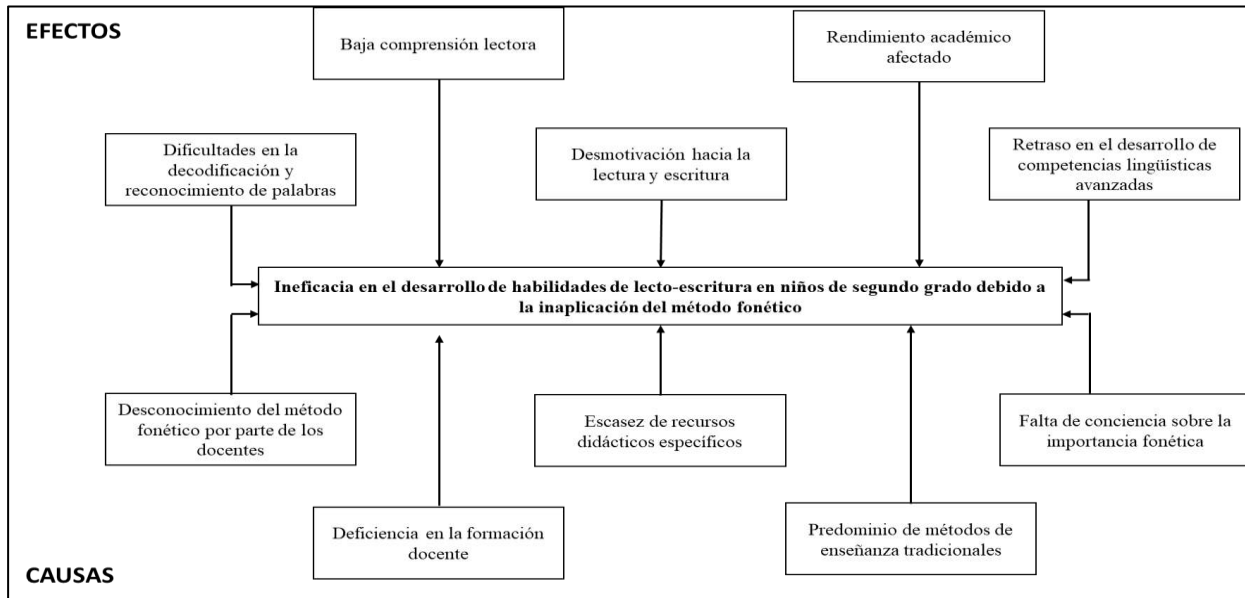 EFECTOS
Baja comprensión lectora
Rendimiento académico
afectado
Dificultades en la
decodificación y
reconocimiento de palabras
Desmotivación hacia la
lectura y escritura
Retraso en el desarrollo de
competencias lingüísticas
avanzadas
Ineficacia en el desarrollo de habilidades de lecto-escritura en niños de segundo grado debido a
la inaplicación del método fonético
Desconocimiento del método
fonético por parte de los
docentes
Escasez de recursos
didácticos específicos
Falta de conciencia sobre la
importancia fonética
Deficiencia en la formación
docente
Predominio de métodos de
enseñanza tradicionales
CAUSAS